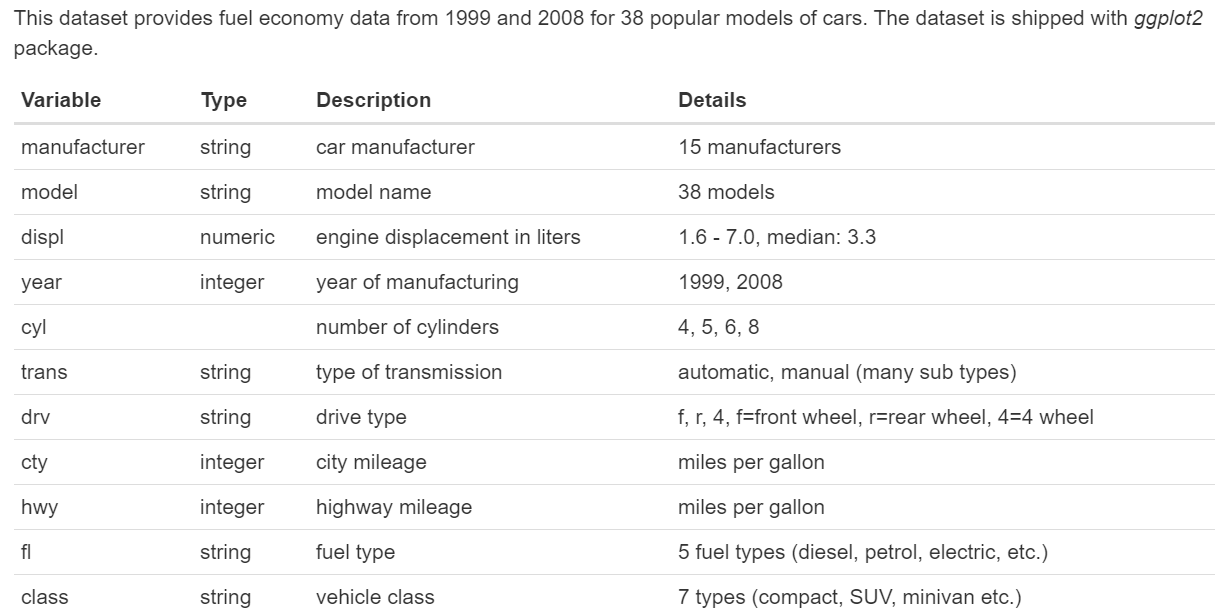 This dataset provides fuel economy data from 1999 and 2008 for 38 popular models of cars. The dataset is shipped with ggplot2
package.
Variable Type Description Details
manufacturer string car manufacturer 15 manufacturers
model string model name 38 models
displ numeric engine displacement in liters 1.6 - 7.0, median: 3.3
year integer year of manufacturing 1999, 2008
cyl number of cylinders 4, 5, 6, 8
trans string type of transmission automatic, manual (many sub types)
drv string drive type f, r, 4, f=front wheel, r=rear wheel, 4=4 wheel
cty integer city mileage miles per gallon
hwy integer highway mileage miles per gallon
fl string fuel type 5 fuel types (diesel, petrol, electric, etc.)
class string vehicle class 7 types (compact, SUV, minivan etc.)